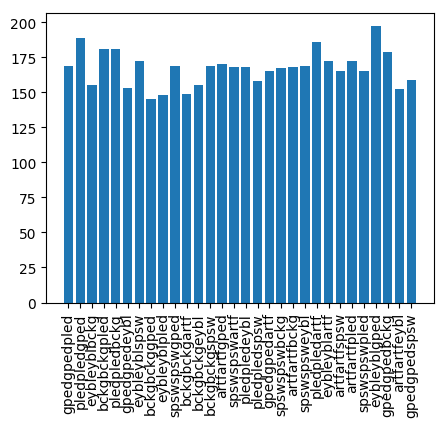 200
175
150
125
100
75
50
25
0
gpedgpedpled
pledpledgped
eybleyblbckg
bckgbckgpled
pledpledbckg
gpedgpedeybl
eybleyblspsw
bckgbckggped
eybleyblpled
spswspswgped
bckgbckgartf
bckgbckgeybl
bckgbckgspsw
artfartfgped
spswspswartf
pledpledeybl
pledpledspsw
gpedgpedartf
spswspswbckg
artfartfbckg
spswspsweybl
pledpledartf
eybleyblartf
artfartfspsw
artfartfpled
spswspswpled
eybleyblgped
gpedgpedbckg
artfartfeybl
gpedgpedspsw